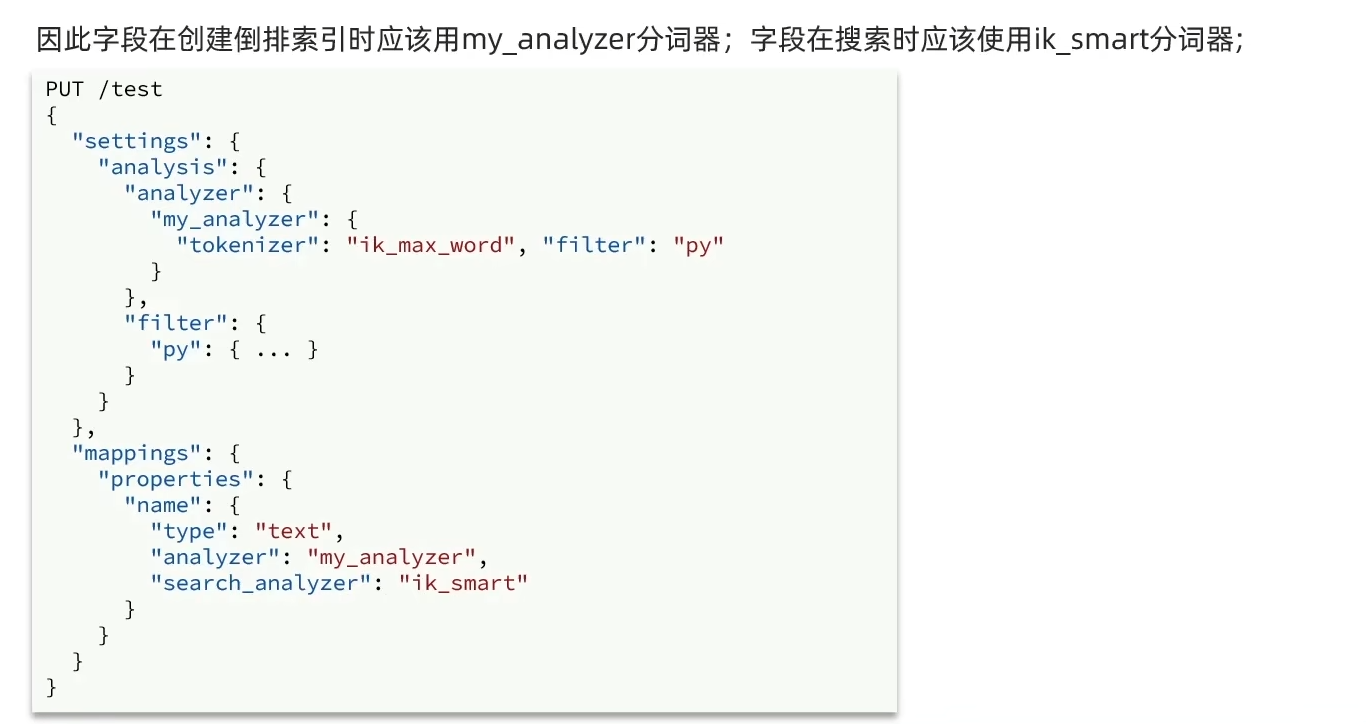 因此字段在创建倒排索引时应该用my_analyzer分词器；字段在搜索时应该使用ik_smart分词器;
PUT /test
{
  "settings": {
    "analysis": {
      "analyzer": {
        "my_analyzer": {
          "tokenizer": "ik_max_word", "filter": "py"
        }
      },
      "filter": {
        "py": { ... }
      }
    }
  },
  "mappings": {
    "properties": {
      "name": {
        "type": "text",
        "analyzer": "my_analyzer",
        "search_analyzer": "ik_smart"
      }
    }
  }
}